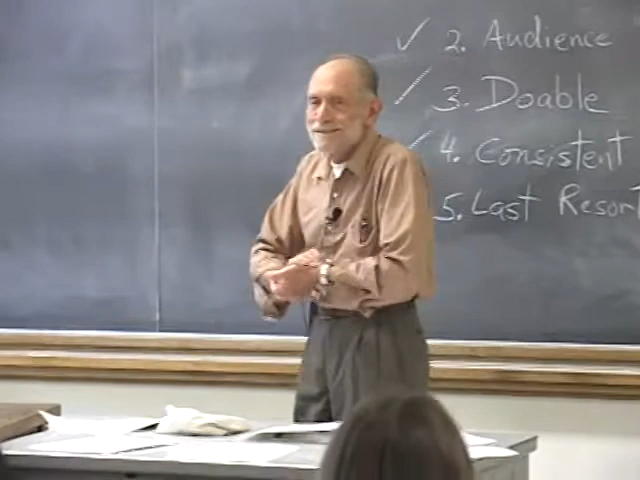 ✓ 2. Audience
✓ 3. Doable
✓ 4. Consistent
5. Last Resort